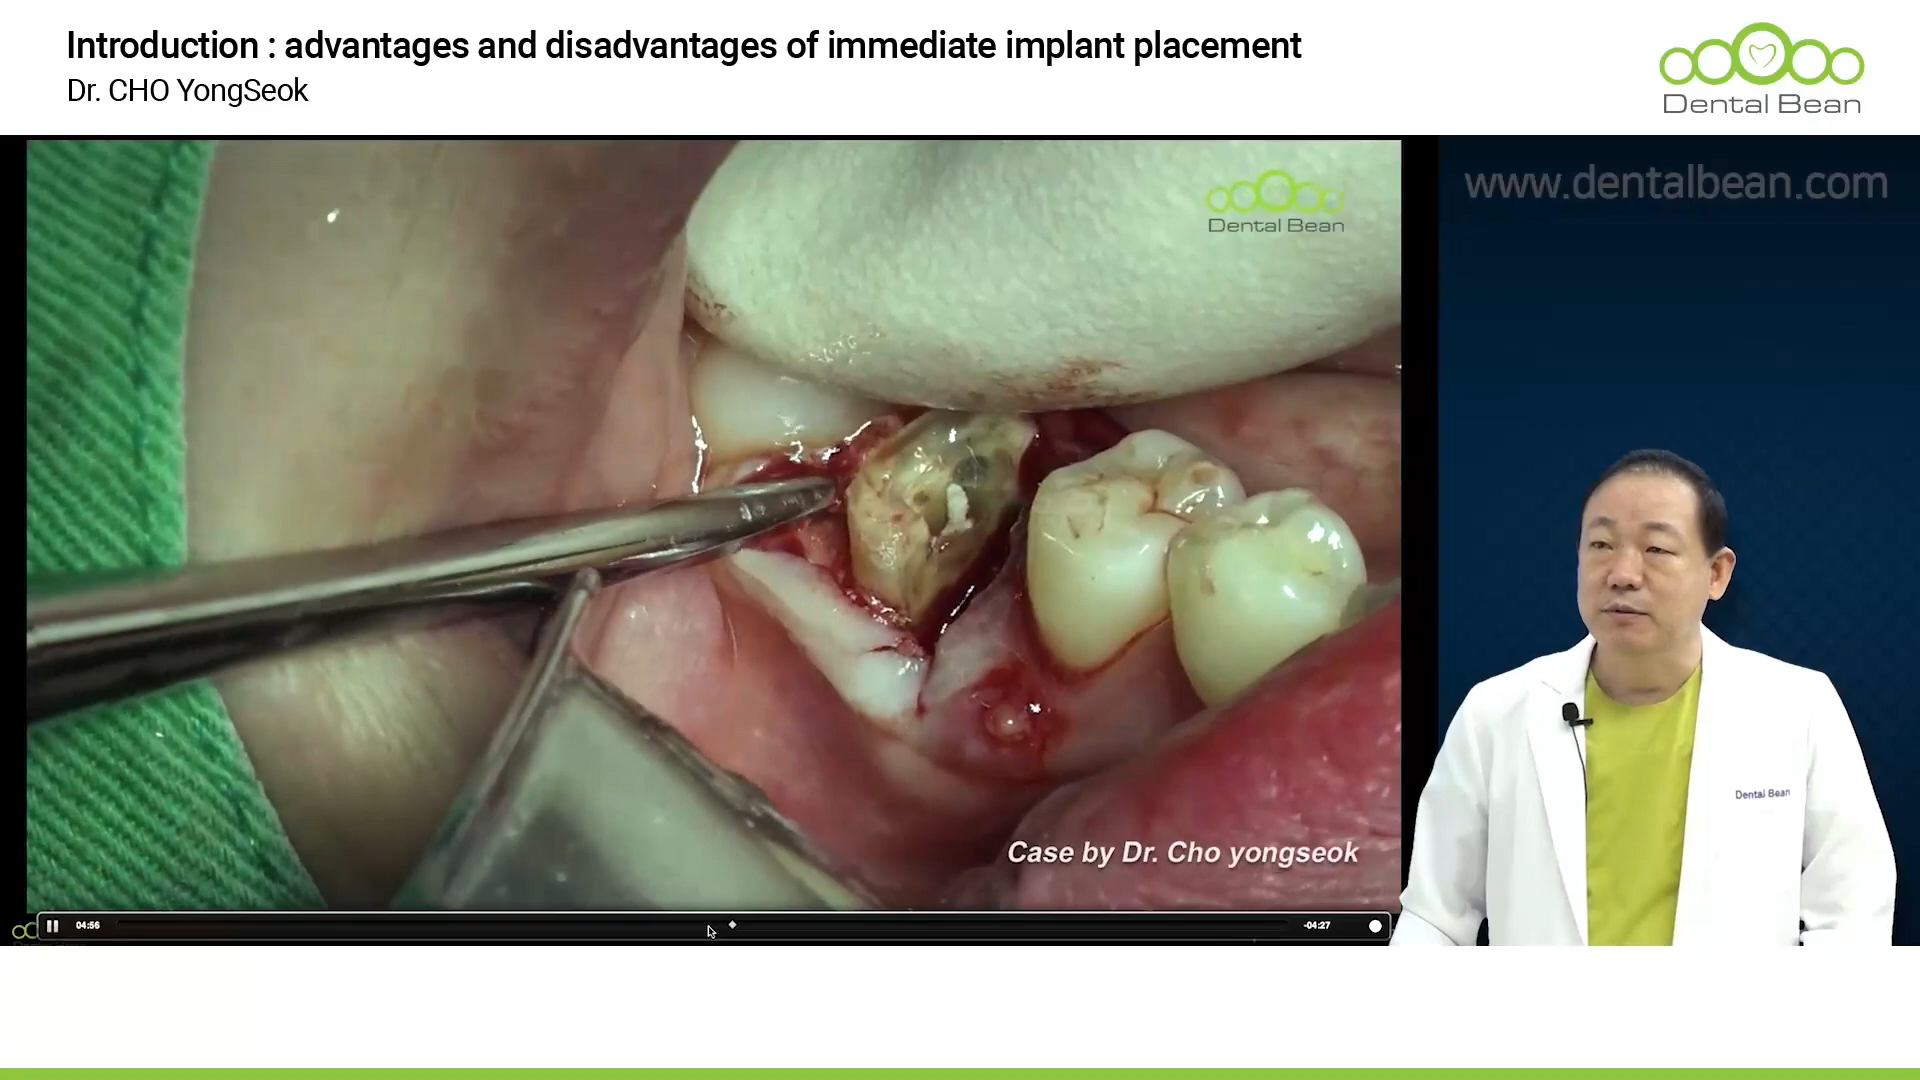 Introduction : advantages and disadvantages of immediate implant placement
Dr. CHO YongSeok
Dental Bean
www.dentalbean.com
Dental Bean
Dental Bean
Case by Dr. Cho yongseok
04:56
-04:27